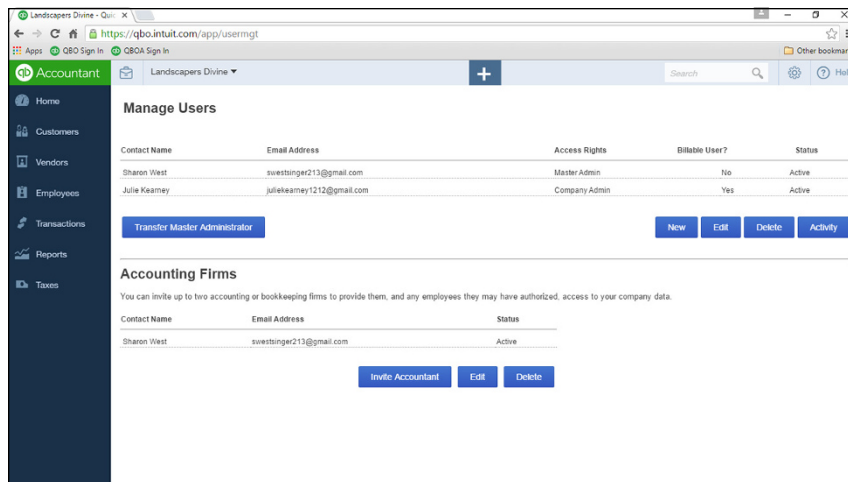 Landscapers Divine - Quic
https://qbo.intuit.com/app/usermgt
Apps QBO Sign In QBOA Sign In Other bookmar
qb Accountant Landscapers Divine Search Hel
Home
Customers
Vendors
Employees
Transactions
Reports
Taxes
Manage Users
Contact Name Email Address Access Rights Billable User? Status
Sharon West swestsinger213@gmail.com Master Admin No Active
Julie Kearney juliekearney1212@gmail.com Company Admin Yes Active
Transfer Master Administrator New Edit Delete Activity
Accounting Firms
You can invite up to two accounting or bookkeeping firms to provide them, and any employees they may have authorized, access to your company data.
Contact Name Email Address Status
Sharon West swestsinger213@gmail.com Active
Invite Accountant Edit Delete